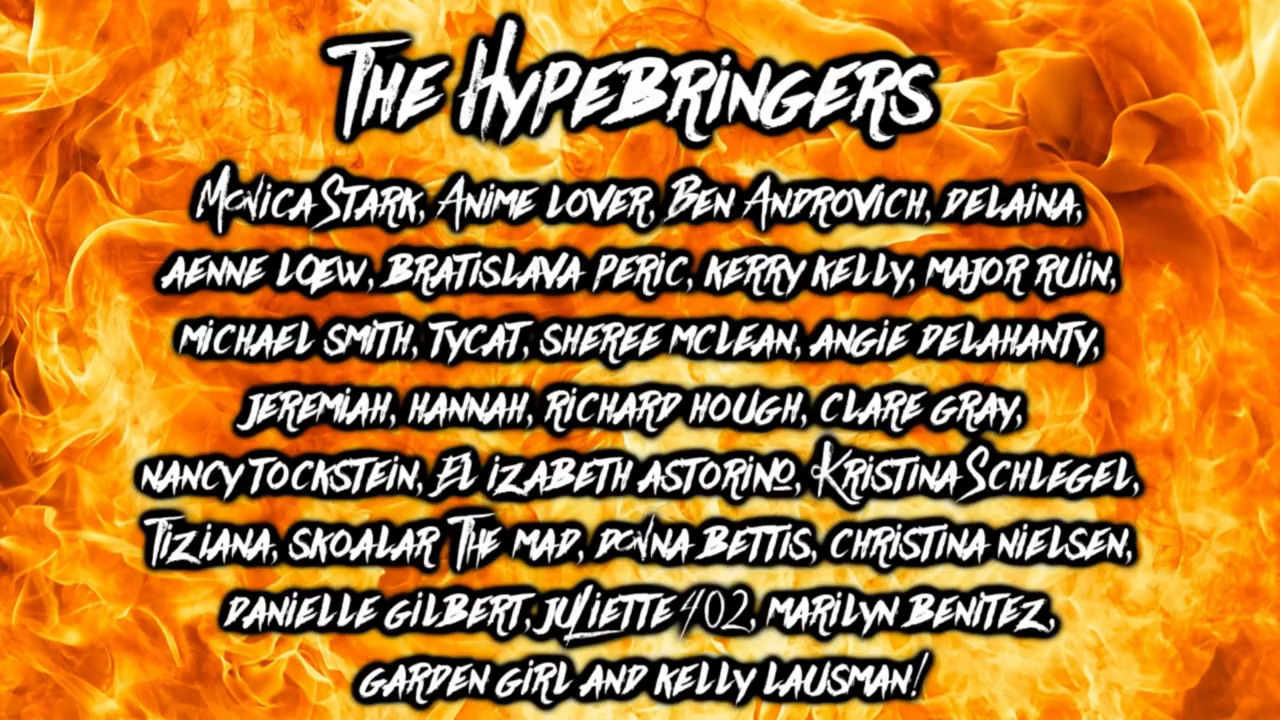 The Hypebringers
Monica Stark, Anime Lover, Ben Androvich, Delaina,
Aenne Loew, Bratislava Peric, Kerry Kelly, Major Ruin,
Michael Smith, Tycat, Sheree McLean, Angie Delahanty,
Jeremiah, Hannah, Richard Hough, Clare Gray,
Nancy Tockstein, Elizabeth Astorino, Kristina Schlegel,
Tiziana, Skoalar The Mad, Donna Bettis, Christina Nielsen,
Danielle Gilbert, Juliette 402, Marilyn Benitez,
Garden Girl and Kelly Lausman!